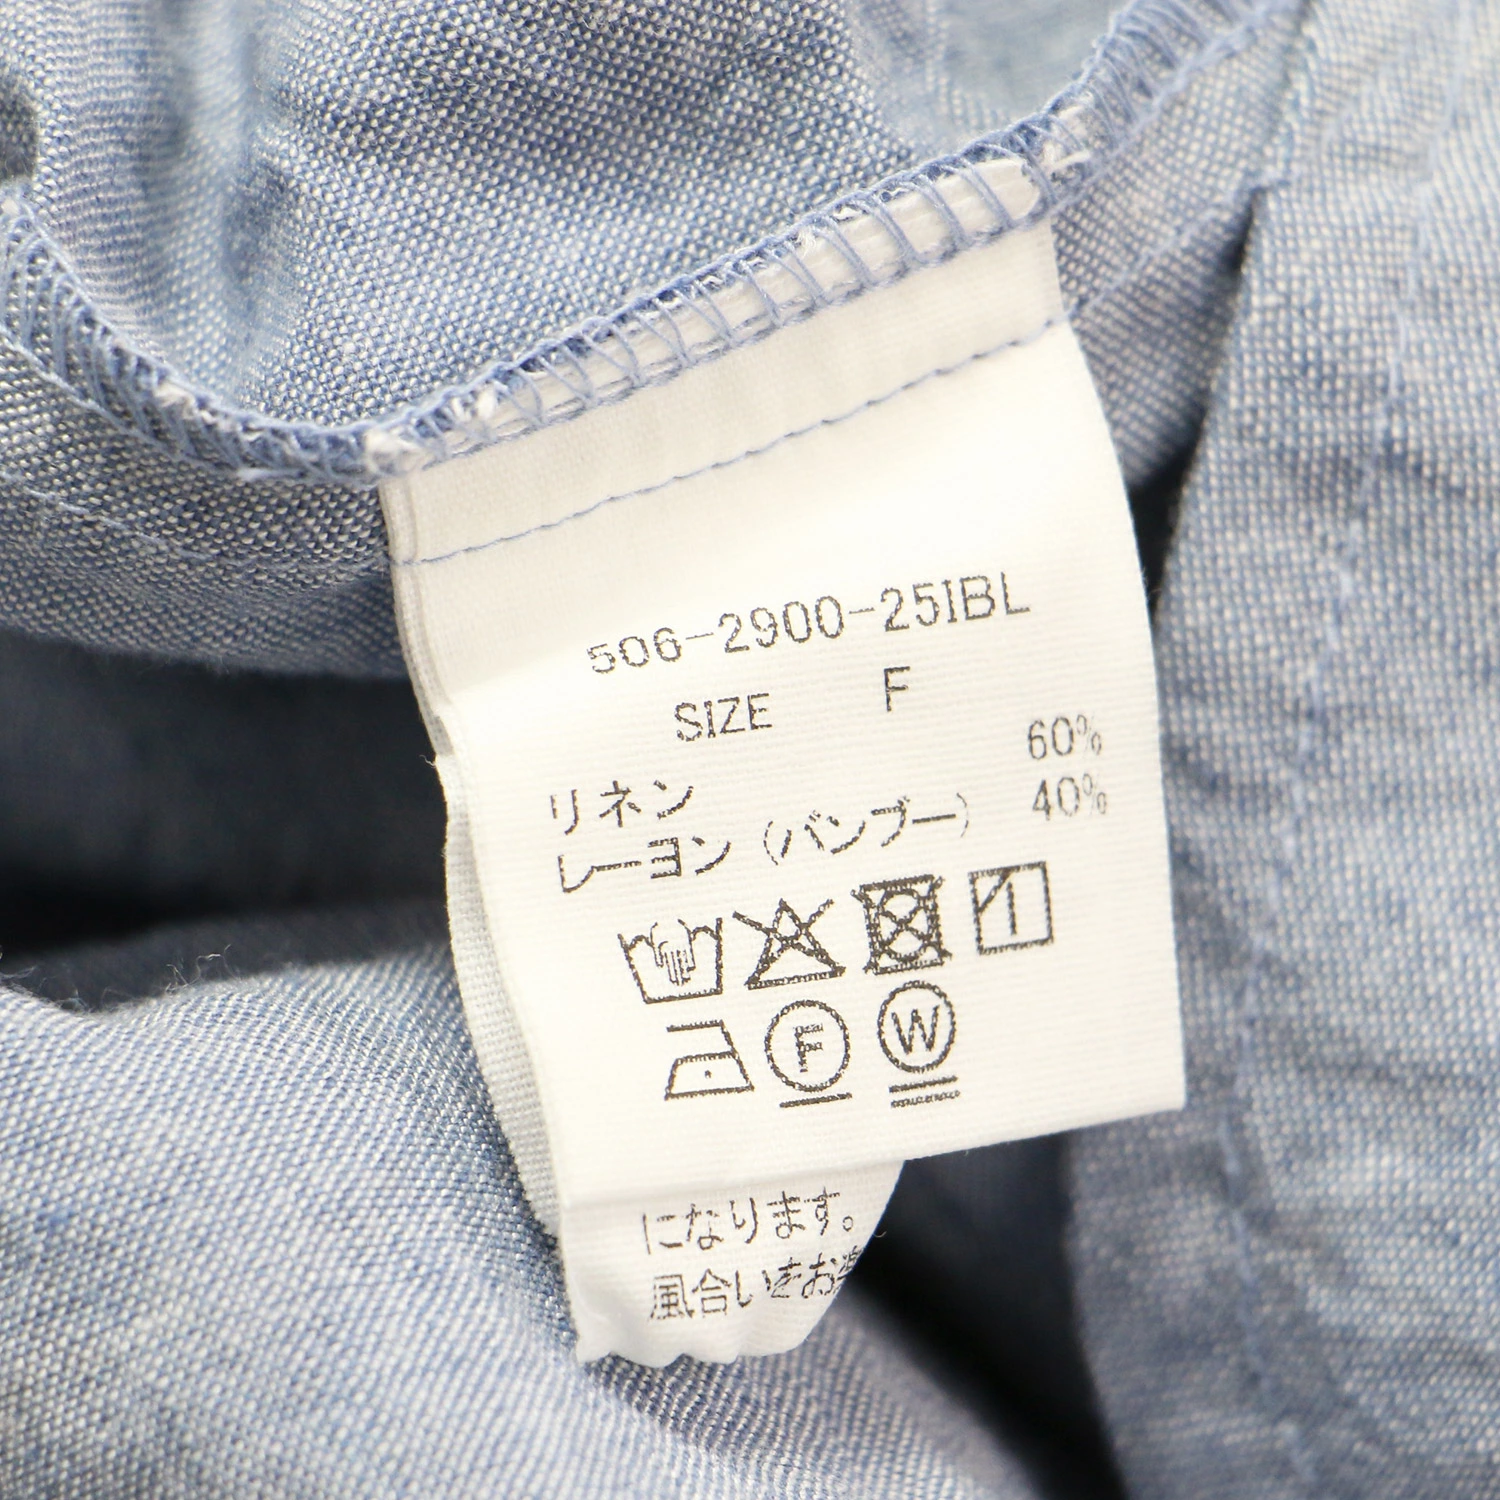 506-2900-25IBL
SIZE F
リネン 60%
レーヨン(バンブー) 40%
F W
になります。
風合いをお